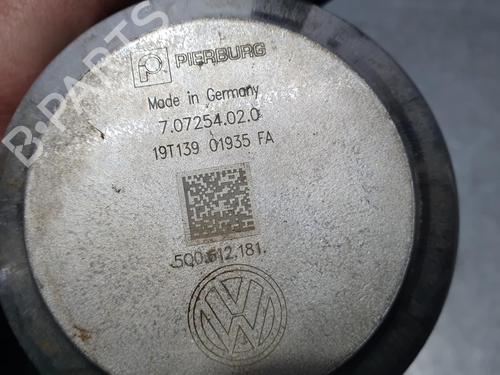 PIERBURG
Made in Germany
7.07254.02.0
19T139 01935 FA
.5Q0.612.181.
B-PARTS